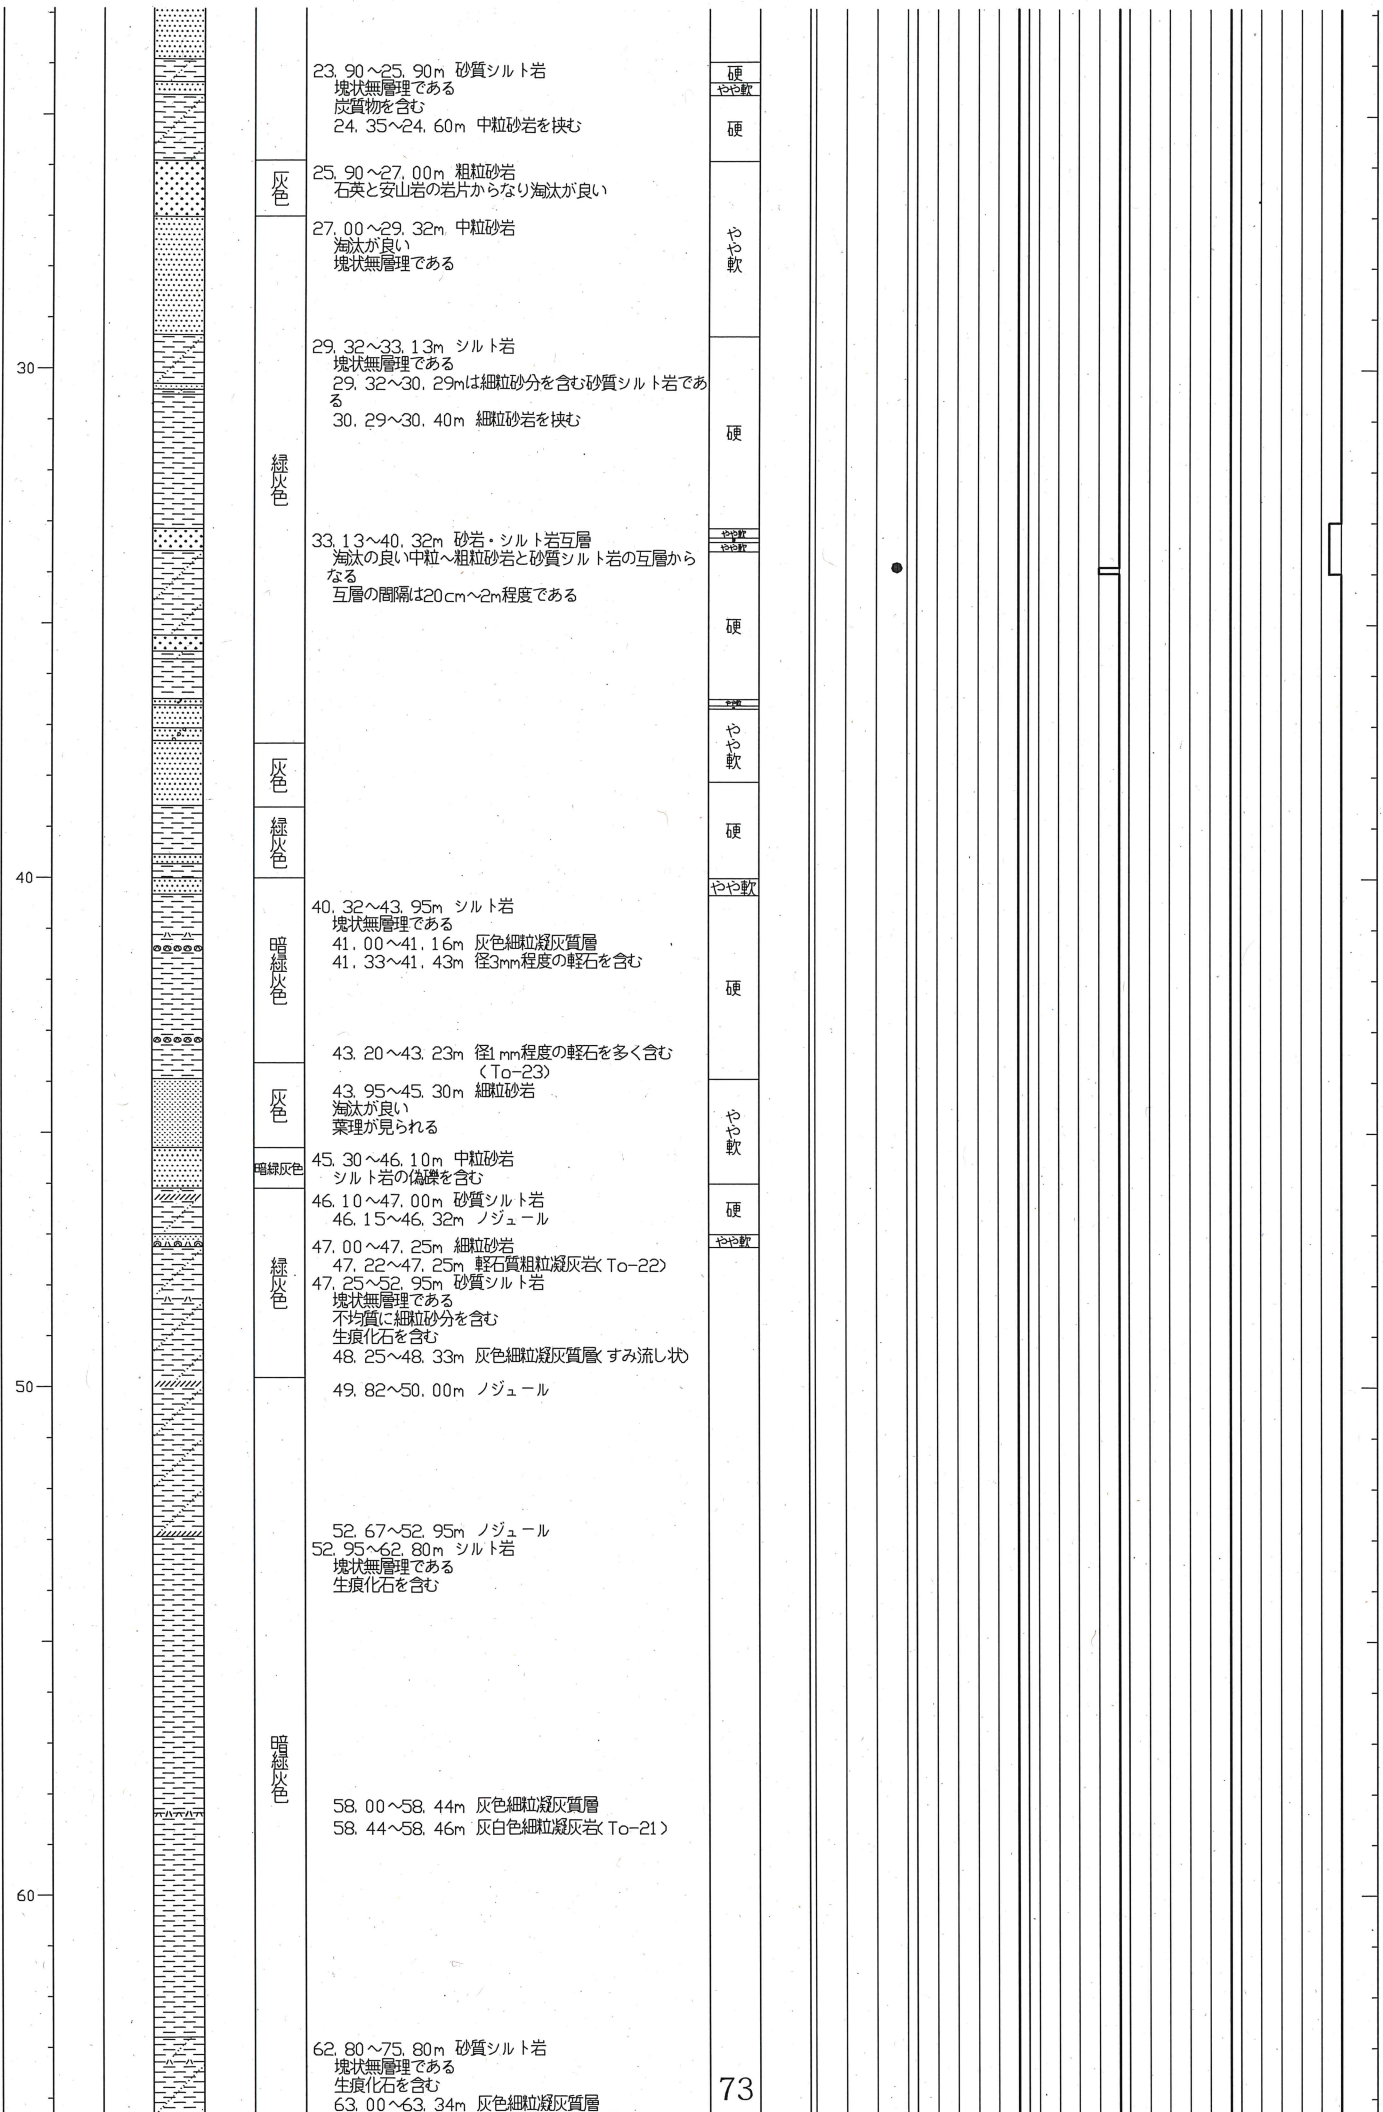 23.90～25.90m 砂質シルト岩
塊状無層理である
炭質物を含む
24.35～24.60m 中粒砂岩を挟む
硬
やや軟
硬
灰色
25.90～27.00m 粗粒砂岩
石英と安山岩の岩片からなり淘汰が良い
27.00～29.32m 中粒砂岩
淘汰が良い
塊状無層理である
やや軟
30
29.32～33.13m シルト岩
塊状無層理である
29.32～30.29mは細粒砂分を含む砂質シルト岩であ
る
30.29～30.40m 細粒砂岩を挟む
硬
緑灰色
33.13～40.32m 砂岩・シルト岩互層
淘汰の良い中粒～粗粒砂岩と砂質シルト岩の互層から
なる
互層の間隔は20cm～2m程度である
やや軟
やや軟
硬
やや軟
灰色
緑灰色
硬
40
やや軟
40.32～43.95m シルト岩
塊状無層理である
41.00～41.16m 灰色細粒凝灰質層
41.33～41.43m 径3mm程度の軽石を含む
暗緑灰色
硬
43.20～43.23m 径1mm程度の軽石を多く含む
(To-23)
灰色
43.95～45.30m 細粒砂岩
淘汰が良い
葉理が見られる
やや軟
暗緑灰色
45.30～46.10m 中粒砂岩
シルト岩の偽礫を含む
46.10～47.00m 砂質シルト岩
46.15～46.32m ノジュール
硬
47.00～47.25m 細粒砂岩
やや軟
47.22～47.25m 軽石質粗粒凝灰岩(To-22)
緑灰色
47.25～52.95m 砂質シルト岩
塊状無層理である
不均質に細粒砂分を含む
生痕化石を含む
48.25～48.33m 灰色細粒凝灰質層(すみ流し状)
50
49.82～50.00m ノジュール
52.67～52.95m ノジュール
52.95～62.80m シルト岩
塊状無層理である
生痕化石を含む
暗緑灰色
58.00～58.44m 灰色細粒凝灰質層
58.44～58.46m 灰白色細粒凝灰岩(To-21)
60
62.80～75.80m 砂質シルト岩
塊状無層理である
生痕化石を含む
63.00～63.34m 灰色細粒凝灰質層
73